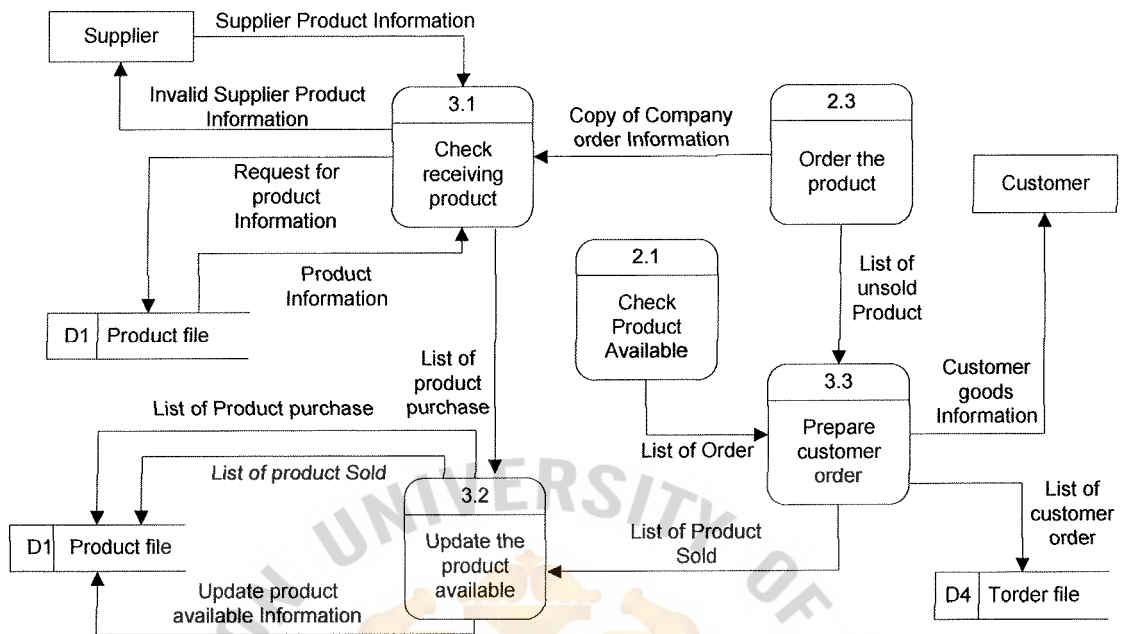 Supplier
Supplier Product Information
Invalid Supplier Product
Information
3.1
Check
receiving
product
Copy of Company
order Information
2.3
Order the
product
Customer
Request for
product
Information
Product
Information
D1 Product file
2.1
Check
Product
Available
List of
unsold
Product
List of
product
purchase
3.3
Prepare
customer
order
Customer
goods
Information
List of Order
List of Product purchase
List of product Sold
3.2
Update the
product
available
D1 Product file
Update product
available Information
List of Product
Sold
List of
customer
order
D4 Torder file
ON UNIVERSITY OF